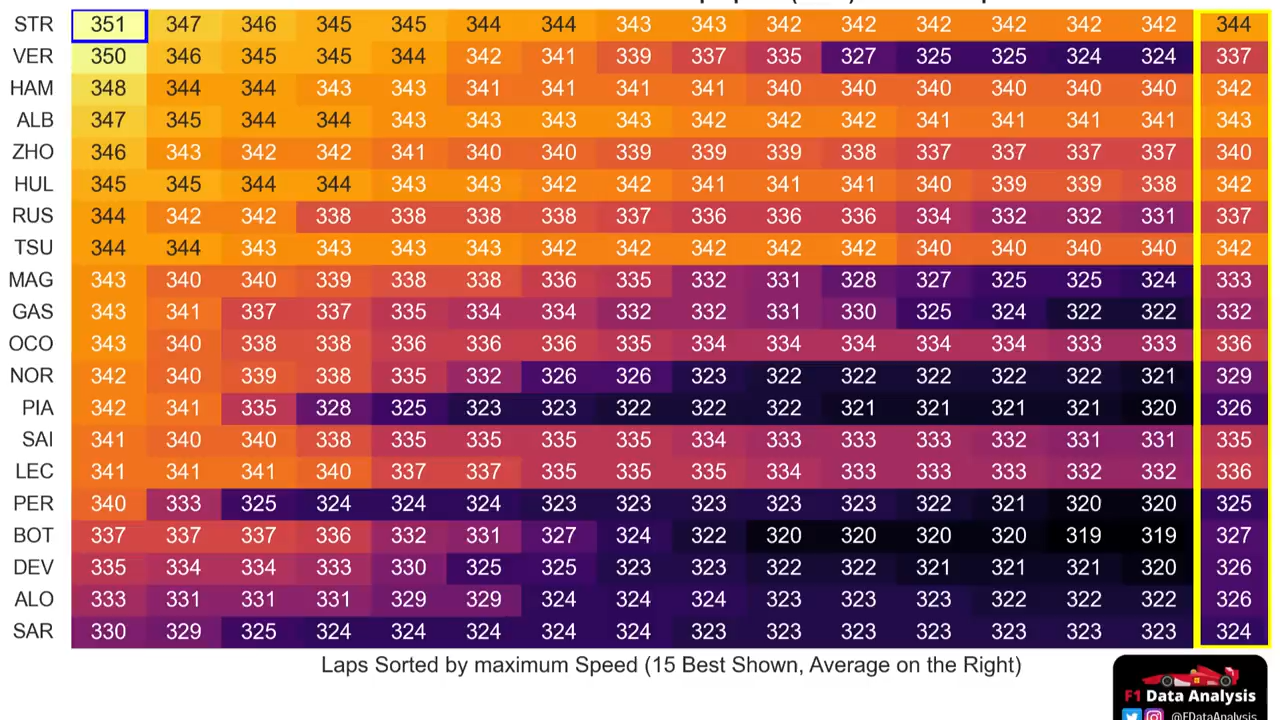 STR 351 347 346 345 345 344 344 343 343 342 342 342 342 342 342 344
VER 350 346 345 345 344 342 341 339 337 335 327 325 325 324 324 337
HAM 348 344 344 343 343 341 341 341 341 340 340 340 340 340 340 342
ALB 347 345 344 344 343 343 343 343 342 342 342 341 341 341 341 343
ZHO 346 343 342 342 341 340 340 339 339 339 338 337 337 337 337 340
HUL 345 345 344 344 343 343 342 342 341 341 341 340 339 339 338 342
RUS 344 342 342 338 338 338 338 337 336 336 336 334 332 332 331 337
TSU 344 344 343 343 343 343 342 342 342 342 342 340 340 340 340 342
MAG 343 340 340 339 338 338 336 335 332 331 328 327 325 325 324 333
GAS 343 341 337 337 335 334 334 332 332 331 330 325 324 322 322 332
OCO 343 340 338 338 336 336 336 335 334 334 334 334 334 333 333 336
NOR 342 340 339 338 335 332 326 326 323 322 322 322 322 322 321 329
PIA 342 341 335 328 325 323 323 322 322 322 321 321 321 321 320 326
SAI 341 340 340 338 335 335 335 335 334 333 333 333 332 331 331 335
LEC 341 341 341 340 337 337 335 335 335 334 333 333 333 332 332 336
PER 340 333 325 324 324 324 323 323 323 323 323 322 321 320 320 325
BOT 337 337 337 336 332 331 327 324 322 320 320 320 320 319 319 327
DEV 335 334 334 333 330 325 325 323 323 322 322 321 321 321 320 326
ALO 333 331 331 331 329 329 324 324 324 323 323 323 322 322 322 326
SAR 330 329 325 324 324 324 324 324 323 323 323 323 323 323 323 324
Laps Sorted by maximum Speed (15 Best Shown, Average on the Right)
F1 Data Analysis
@FDataAnalysis